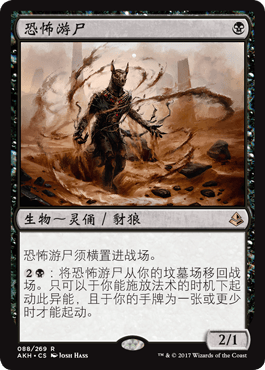 恐怖游尸
生物～灵俑／豺狼
恐怖游尸须横置进战场。
2：将恐怖游尸从你的坟墓场移回战
场。只可以于你能施放法术的时机下起
动此异能，且于你的手牌为一张或更少
时才能起动。
2/1
088/269 R
AKH • CS Josh Hass
™ & © 2017 Wizards of the Coast